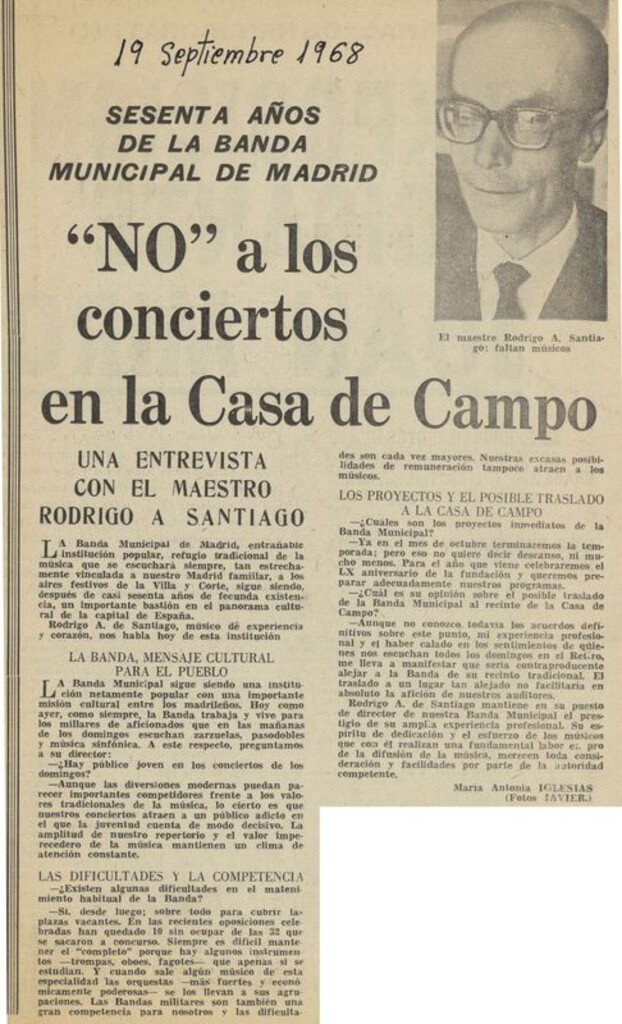 19 Septiembre 1968
SESENTA AÑOS
DE LA BANDA
MUNICIPAL DE MADRID
“NO” a los
conciertos
en la Casa de Campo
El maestro Rodrigo A. Santia-
go: faltan músicos
UNA ENTREVISTA
CON EL MAESTRO
RODRIGO A SANTIAGO
LA Banda Municipal de Madrid, entrañable
institución popular, refugio tradicional de la
música que se escuchará siempre, tan estrecha-
mente vinculada a nuestro Madrid familiar, a los
aires festivos de la Villa y Corte, sigue siendo,
después de casi sesenta años de fecunda existen-
cia, un importante bastión en el panorama cultu-
ral de la capital de España.
Rodrigo A. de Santiago, músico de experiencia
y corazón, nos habla hoy de esta institución
LA BANDA, MENSAJE CULTURAL
PARA EL PUEBLO
LA Banda Municipal sigue siendo una institu-
ción netamente popular con una importante
misión cultural entre los madrileños. Hoy como
ayer, como siempre, la Banda trabaja y vive para
los millares de aficionados que en las mañanas
de los domingos escuchan zarzuelas, pasodobles
y música sinfónica. A este respecto, preguntamos
a su director:
—¿Hay público joven en los conciertos de los
domingos?
—Aunque las diversiones modernas puedan pa-
recer importantes competidores frente a los valo-
res tradicionales de la música, lo cierto es que
nuestros conciertos atraen a un público adicto en
el que la juventud cuenta de modo decisivo. La
amplitud de nuestro repertorio y el valor impe-
recedero de la música mantienen un clima de
atención constante.
LAS DIFICULTADES Y LA COMPETENCIA
—¿Existen algunas dificultades en el mateni-
miento habitual de la Banda?
—Si, desde luego; sobre todo para cubrir las
plazas vacantes. En las recientes oposiciones cele-
bradas han quedado 10 sin ocupar de las 32 que
se sacaron a concurso. Siempre es difícil mante-
ner el “completo” porque hay algunos instrumen-
tos —trompas, oboes, fagotes— que apenas si se
estudian. Y cuando sale algún músico de esta
especialidad las orquestas —más fuertes y econó
micamente poderosas— se los llevan a sus agru-
paciones. Las Bandas militares son también una
gran competencia para nosotros y las dificulta-
des son cada vez mayores. Nuestras escasas posibi-
lidades de remuneración tampoco atraen a los
músicos.
LOS PROYECTOS Y EL POSIBLE TRASLADO
A LA CASA DE CAMPO
—¿Cuáles son los proyectos inmediatos de la
Banda Municipal?
—Ya en el mes de octubre terminaremos la tem-
porada; pero eso no quiere decir descanso, ni mu-
cho menos. Para el año que viene celebraremos el
LX aniversario de la fundación y queremos pre-
parar adecuadamente nuestros programas.
—¿Cuál es su opinión sobre el posible traslado
de la Banda Municipal al recinto de la Casa de
Campo?
—Aunque no conozco todavía los acuerdos defi-
nitivos sobre este punto, mi experiencia profesio-
nal y el haber calado en los sentimientos de quie-
nes nos escuchan todos los domingos en el Retiro,
me lleva a manifestar que sería contraproducente
alejar a la Banda de su recinto tradicional. El
traslado a un lugar tan alejado no facilitaría en
absoluto la afición de nuestros auditores.
Rodrigo A. de Santiago mantiene en su puesto
de director de nuestra Banda Municipal el pres-
tigio de su amplia experiencia profesional. Su es-
píritu de dedicación y el esfuerzo de los músicos
que con él realizan una fundamental labor en pro
de la difusión de la música, merecen toda consi-
deración y facilidades por parte de la autoridad
competente.
María Antonia IGLESIAS
(Fotos JAVIER.)